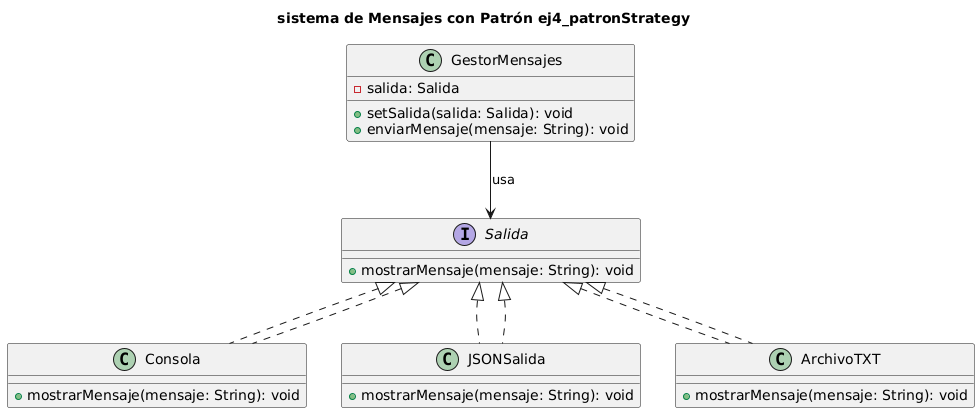 sistema de Mensajes con Patrón ej4_patronStrategy
C GestorMensajes
salida: Salida
setSalida(salida: Salida): void
enviarMensaje(mensaje: String): void
usa
I Salida
mostrarMensaje(mensaje: String): void
C Consola
mostrarMensaje(mensaje: String): void
C JSONSalida
mostrarMensaje(mensaje: String): void
C ArchivoTXT
mostrarMensaje(mensaje: String): void